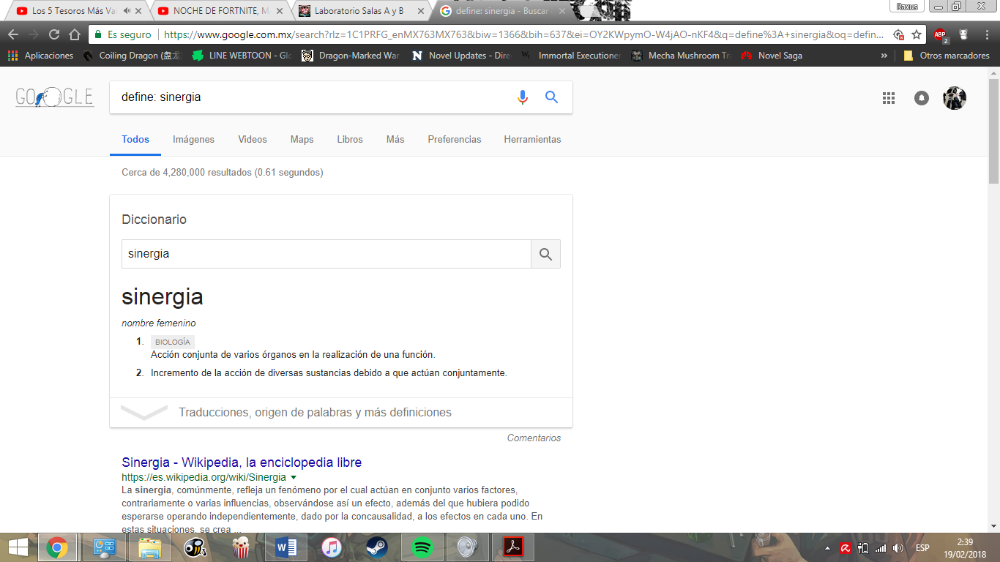 Los 5 Tesoros Más Va
NOCHE DE FORTNITE, M
Laboratorio Salas A y B
define: sinergia - Buscar
Raxus
Es seguro
https://www.google.com.mx/search?rlz=1C1PRFG_enMX763MX763&biw=1366&bih=637&ei=OY2KWpymO-W4jAO-nKF4&q=define%3A+sinergia&oq=defin...
ABP
2
Aplicaciones
Coiling Dragon (盘龙
LINE WEBTOON - Glo
Dragon-Marked War
Novel Updates - Dire
Immortal Executioner
Mecha Mushroom Tra
Novel Saga
»
Otros marcadores
GOOGLE
define: sinergia
Todos
Imágenes
Videos
Maps
Libros
Más
Preferencias
Herramientas
Cerca de 4,280,000 resultados (0.61 segundos)
Diccionario
sinergia
sinergia
nombre femenino
1. BIOLOGÍA
Acción conjunta de varios órganos en la realización de una función.
2. Incremento de la acción de diversas sustancias debido a que actúan conjuntamente.
Traducciones, origen de palabras y más definiciones
Comentarios
Sinergia - Wikipedia, la enciclopedia libre
https://es.wikipedia.org/wiki/Sinergia
La sinergia, comúnmente, refleja un fenómeno por el cual actúan en conjunto varios factores,
contrariamente o varias influencias, observándose así un efecto, además del que hubiera podido
esperarse operando independientemente, dado por la concausalidad, a los efectos en cada uno. En
estas situaciones, se crea ...
ESP
2:39
19/02/2018